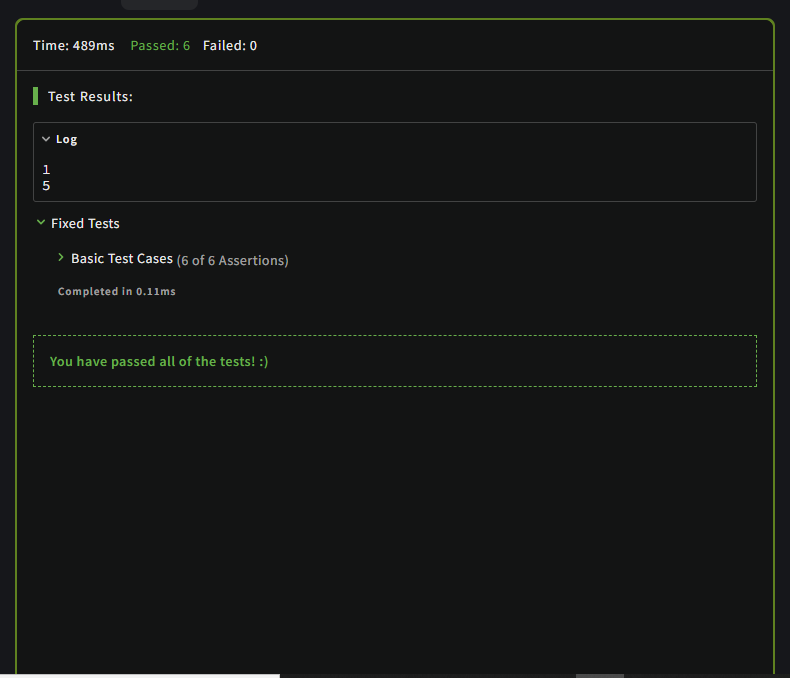 Time: 489ms Passed: 6 Failed: 0
Test Results:
Log
1
5
Fixed Tests
Basic Test Cases (6 of 6 Assertions)
Completed in 0.11ms
You have passed all of the tests! :)